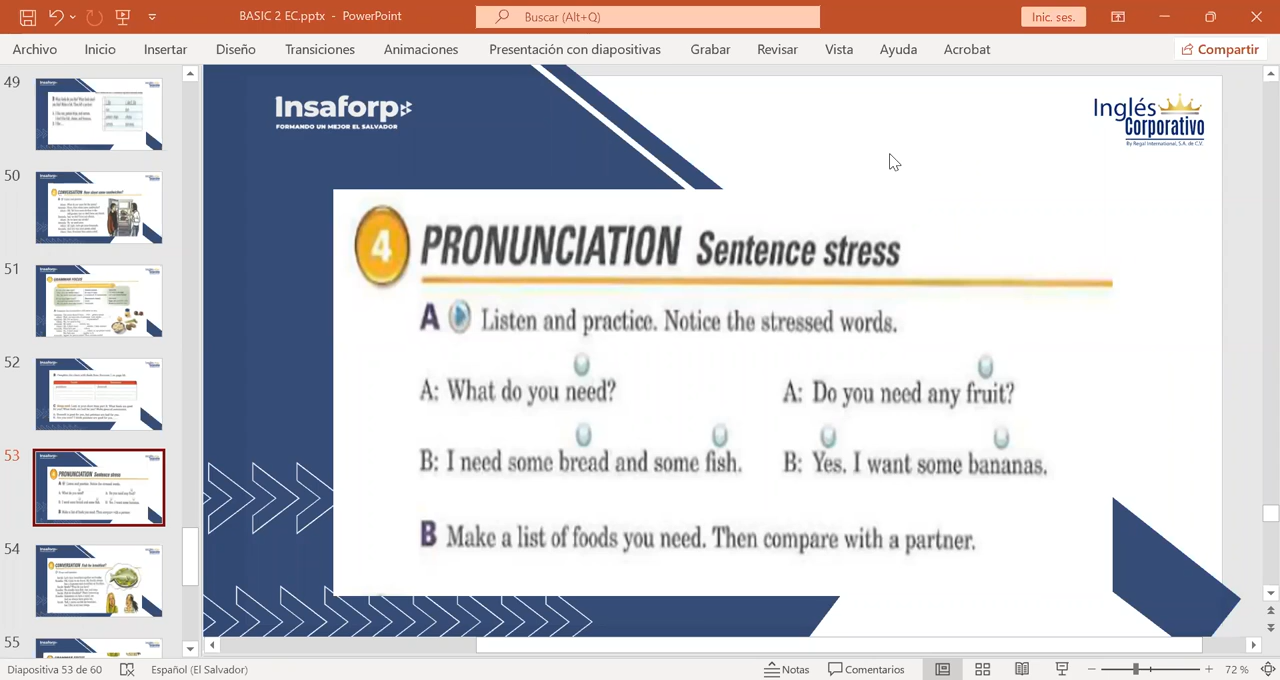 BASIC 2 EC.pptx - PowerPoint
Buscar (Alt+Q)
Inic. ses.
Archivo
Inicio
Insertar
Diseño
Transiciones
Animaciones
Presentación con diapositivas
Grabar
Revisar
Vista
Ayuda
Acrobat
Compartir
49
50
51
52
53
54
55
Insaforp
FORMANDO UN MEJOR EL SALVADOR
Inglés
Corporativo
By Regal International, S.A. de C.V.
4 PRONUNCIATION Sentence stress
A Listen and practice. Notice the stressed words.
A: What do you need?
B: I need some bread and some fish.
A: Do you need any fruit?
B: Yes. I want some bananas.
B Make a list of foods you need. Then compare with a partner.
Diapositiva 53 de 60
Español (El Salvador)
Notas
Comentarios
72 %